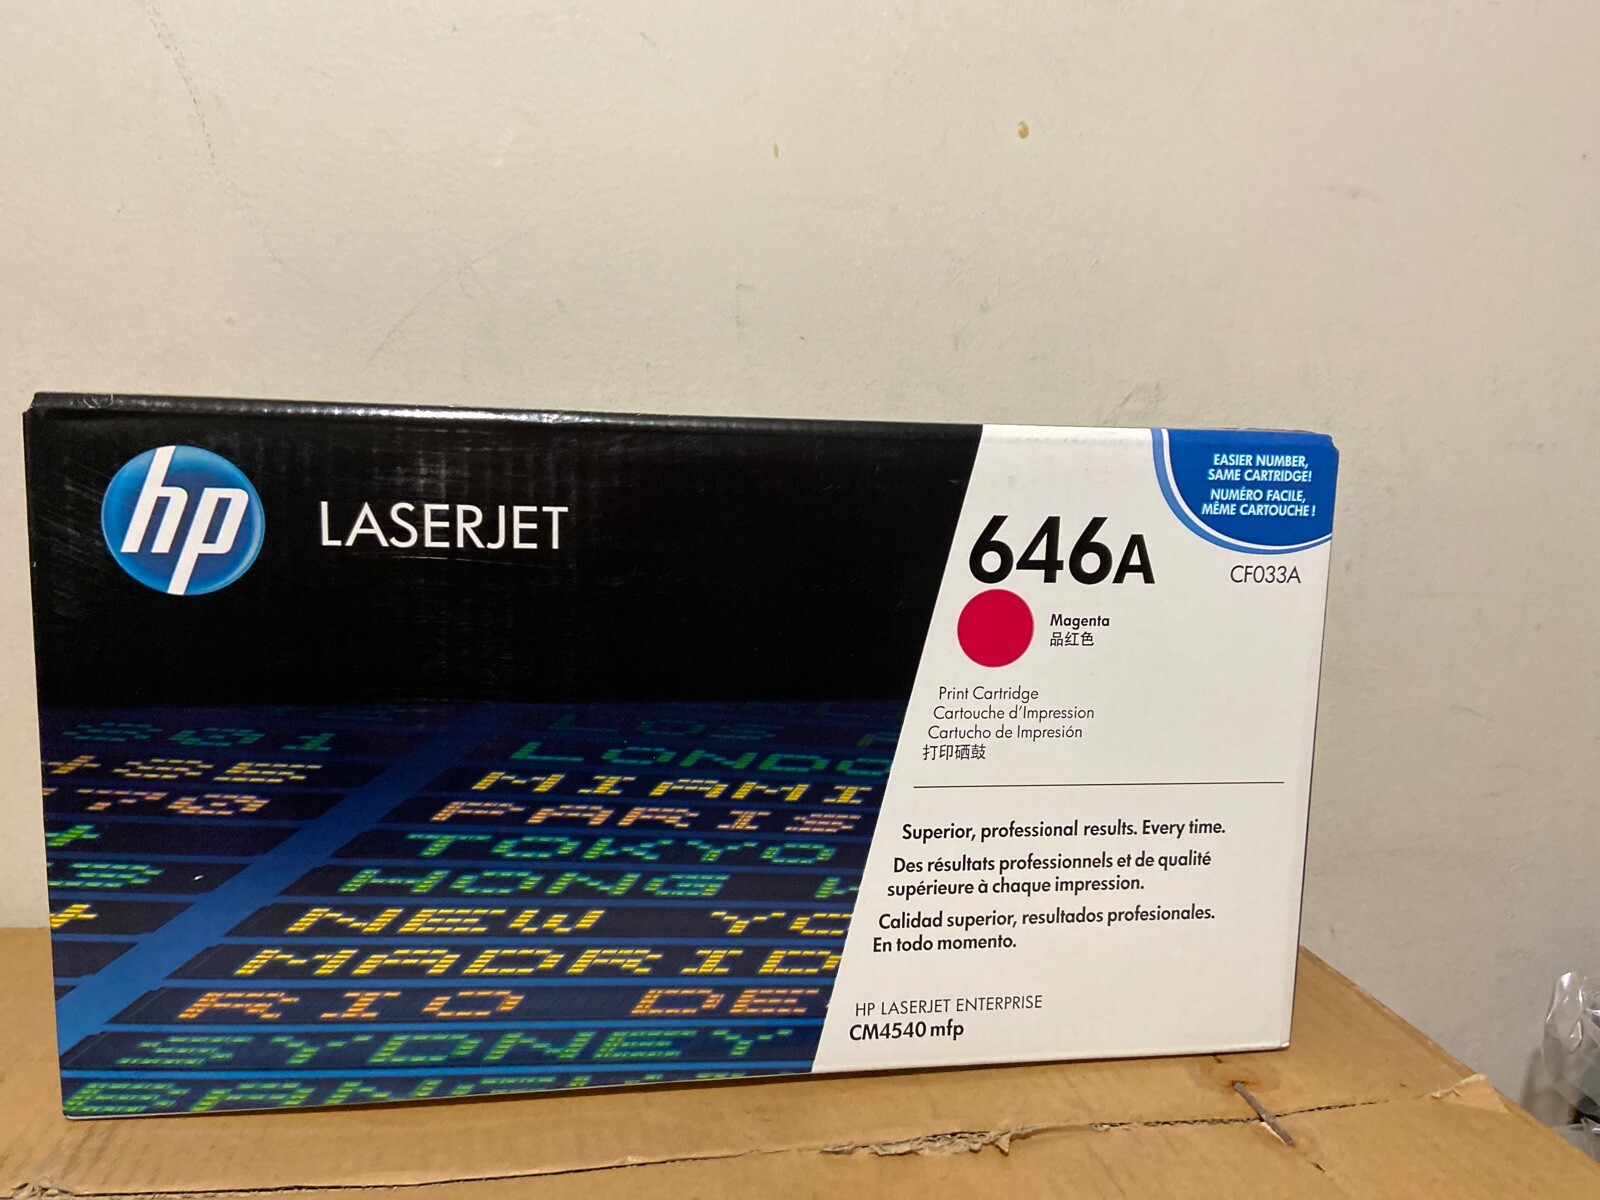 hp
LASERJET
EASIER NUMBER,
SAME CARTRIDGE!
NUMÉRO FACILE,
MÊME CARTOUCHE !
646A
CF033A
Magenta
品红色
Print Cartridge
Cartouche d'Impression
Cartucho de Impresión
打印硒鼓
Superior, professional results. Every time.
Des résultats professionnels et de qualité
supérieure à chaque impression.
Calidad superior, resultados profesionales.
En todo momento.
HP LASERJET ENTERPRISE
CM4540 mfp
LONDO
MIAMI
PARIS
TOKYO
HONG
NEW YO
MADRID
RIO DE
SYDNEY